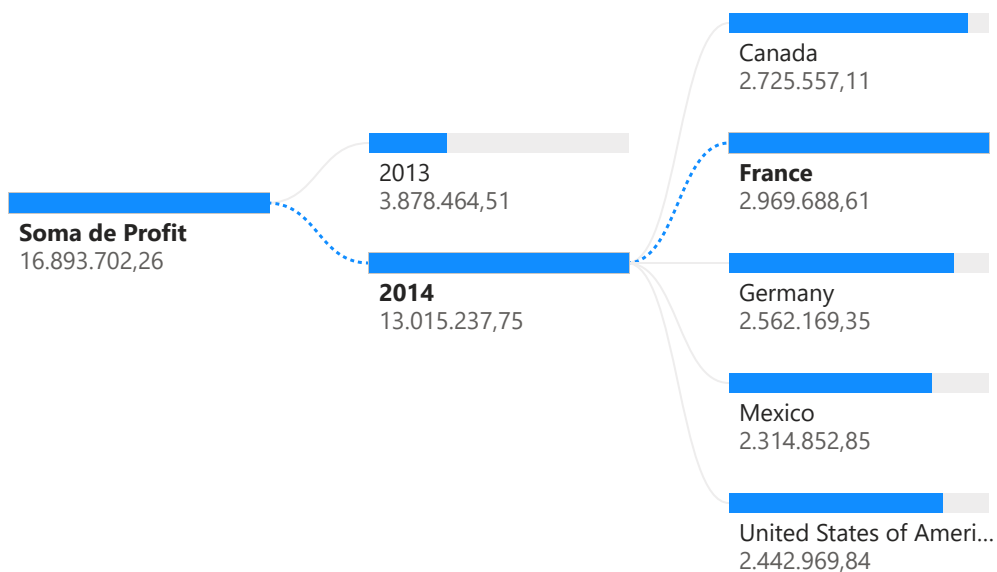 Soma de Profit
16.893.702,26
2013
3.878.464,51
2014
13.015.237,75
Canada
2.725.557,11
France
2.969.688,61
Germany
2.562.169,35
Mexico
2.314.852,85
United States of Ameri...
2.442.969,84